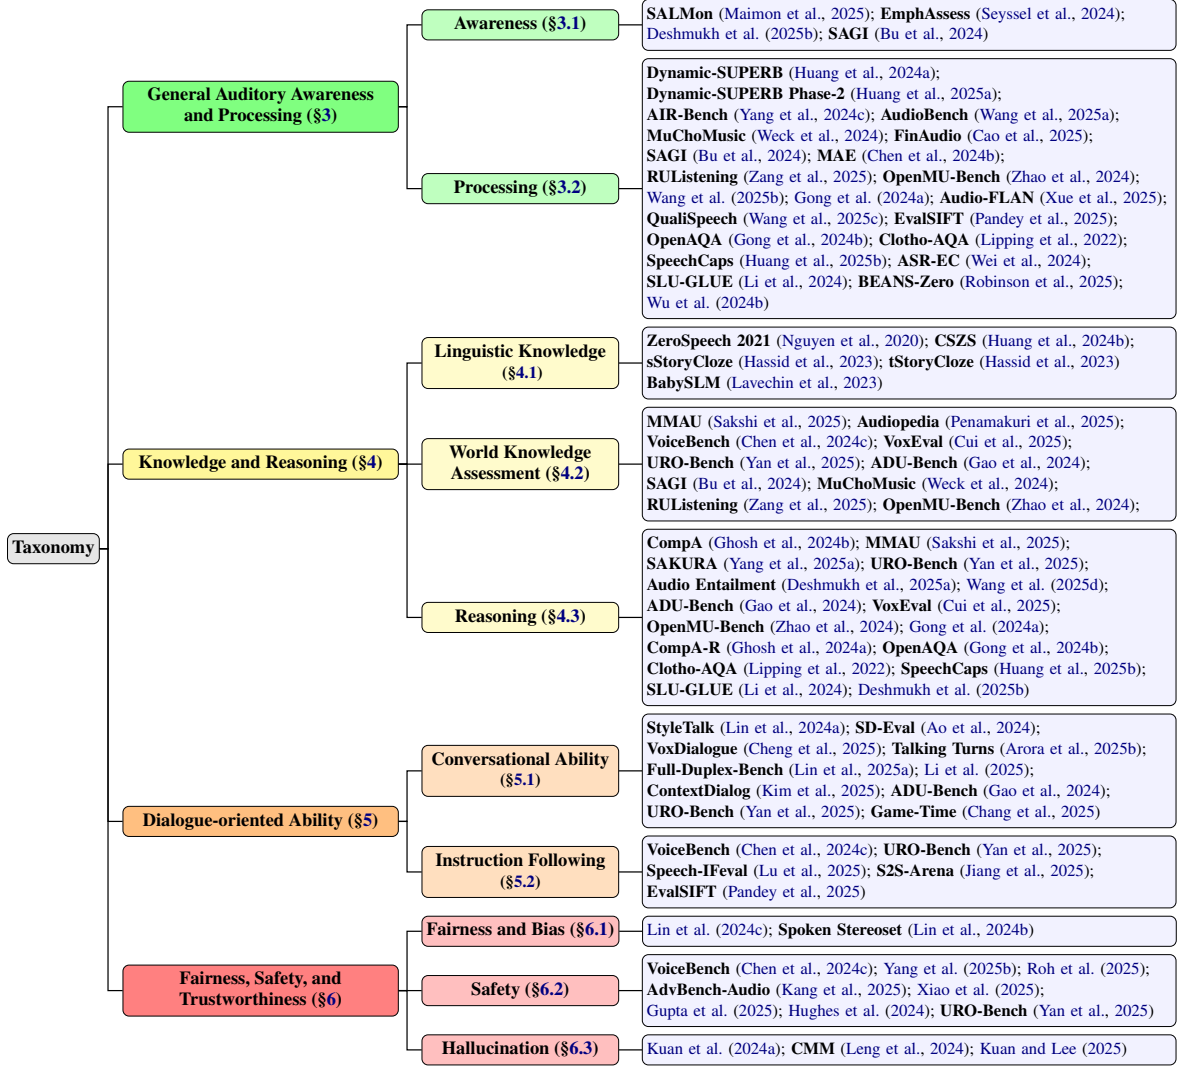 Taxonomy
General Auditory Awareness
and Processing (§3)
Awareness (§3.1)
SALMon (Maimon et al., 2025); EmphAssess (Seyssel et al., 2024);
Deshmukh et al. (2025b); SAGI (Bu et al., 2024)
Processing (§3.2)
Dynamic-SUPERB (Huang et al., 2024a);
Dynamic-SUPERB Phase-2 (Huang et al., 2025a);
AIR-Bench (Yang et al., 2024c); AudioBench (Wang et al., 2025a);
MuChoMusic (Weck et al., 2024); FinAudio (Cao et al., 2025);
SAGI (Bu et al., 2024); MAE (Chen et al., 2024b);
RUListening (Zang et al., 2025); OpenMU-Bench (Zhao et al., 2024);
Wang et al. (2025b); Gong et al. (2024a); Audio-FLAN (Xue et al., 2025);
QualiSpeech (Wang et al., 2025c); EvalSIFT (Pandey et al., 2025);
OpenAQA (Gong et al., 2024b); Clotho-AQA (Lipping et al., 2022);
SpeechCaps (Huang et al., 2025b); ASR-EC (Wei et al., 2024);
SLU-GLUE (Li et al., 2024); BEANS-Zero (Robinson et al., 2025);
Wu et al. (2024b)
Knowledge and Reasoning (§4)
Linguistic Knowledge
(§4.1)
ZeroSpeech 2021 (Nguyen et al., 2020); CSZS (Huang et al., 2024b);
sStoryCloze (Hassid et al., 2023); tStoryCloze (Hassid et al., 2023)
BabySLM (Lavechin et al., 2023)
World Knowledge
Assessment (§4.2)
MMAU (Sakshi et al., 2025); Audiopedia (Penamakuri et al., 2025);
VoiceBench (Chen et al., 2024c); VoxEval (Cui et al., 2025);
URO-Bench (Yan et al., 2025); ADU-Bench (Gao et al., 2024);
SAGI (Bu et al., 2024); MuChoMusic (Weck et al., 2024);
RUListening (Zang et al., 2025); OpenMU-Bench (Zhao et al., 2024);
Reasoning (§4.3)
CompA (Ghosh et al., 2024b); MMAU (Sakshi et al., 2025);
SAKURA (Yang et al., 2025a); URO-Bench (Yan et al., 2025);
Audio Entailment (Deshmukh et al., 2025a); Wang et al. (2025d);
ADU-Bench (Gao et al., 2024); VoxEval (Cui et al., 2025);
OpenMU-Bench (Zhao et al., 2024); Gong et al. (2024a);
CompA-R (Ghosh et al., 2024a); OpenAQA (Gong et al., 2024b);
Clotho-AQA (Lipping et al., 2022); SpeechCaps (Huang et al., 2025b);
SLU-GLUE (Li et al., 2024); Deshmukh et al. (2025b)
Dialogue-oriented Ability (§5)
Conversational Ability
(§5.1)
StyleTalk (Lin et al., 2024a); SD-Eval (Ao et al., 2024);
VoxDialogue (Cheng et al., 2025); Talking Turns (Arora et al., 2025b);
Full-Duplex-Bench (Lin et al., 2025a); Li et al. (2025);
ContextDialog (Kim et al., 2025); ADU-Bench (Gao et al., 2024);
URO-Bench (Yan et al., 2025); Game-Time (Chang et al., 2025)
Instruction Following
(§5.2)
VoiceBench (Chen et al., 2024c); URO-Bench (Yan et al., 2025);
Speech-IFeval (Lu et al., 2025); S2S-Arena (Jiang et al., 2025);
EvalSIFT (Pandey et al., 2025)
Fairness, Safety, and
Trustworthiness (§6)
Fairness and Bias (§6.1)
Lin et al. (2024c); Spoken Stereoset (Lin et al., 2024b)
Safety (§6.2)
VoiceBench (Chen et al., 2024c); Yang et al. (2025b); Roh et al. (2025);
AdvBench-Audio (Kang et al., 2025); Xiao et al. (2025);
Gupta et al. (2025); Hughes et al. (2024); URO-Bench (Yan et al., 2025)
Hallucination (§6.3)
Kuan et al. (2024a); CMM (Leng et al., 2024); Kuan and Lee (2025)